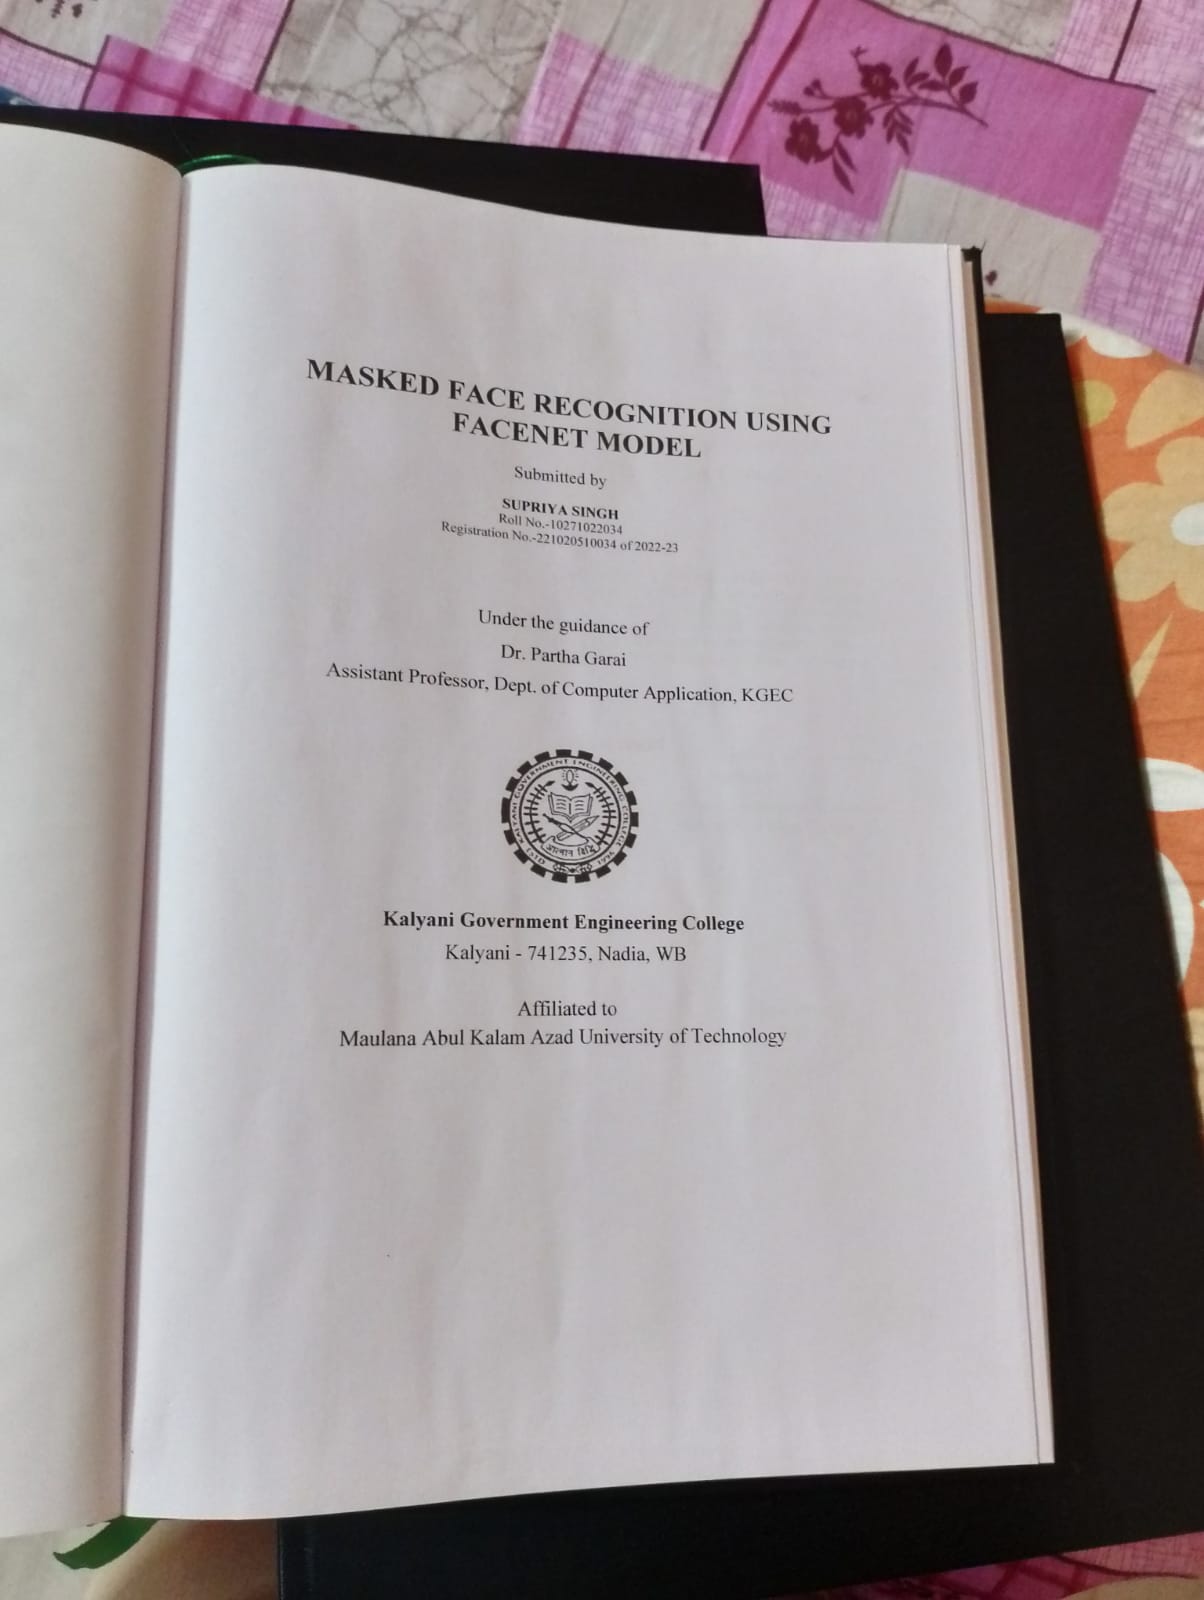 MASKED FACE RECOGNITION USING
FACENET MODEL
Submitted by
SUPRIYA SINGH
Roll No.-10271022034
Registration No.-221020510034 of 2022-23
Under the guidance of
Dr. Partha Garai
Assistant Professor, Dept. of Computer Application, KGEC
KALYANI GOVERNMENT ENGINEERING COLLEGE
ESTD 1995
Kalyani Government Engineering College
Kalyani - 741235, Nadia, WB
Affiliated to
Maulana Abul Kalam Azad University of Technology